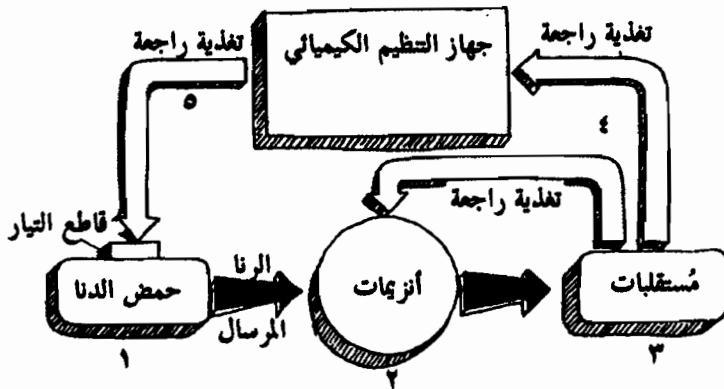 تغذية راجعة
جهاز التنظيم الكيميائي
تغذية راجعة
٥
٤
تغذية راجعة
قاطع التيار
حمض الدنا
الرنا
المرسال
أنزيمات
مُستقلبات
١
٢
٣